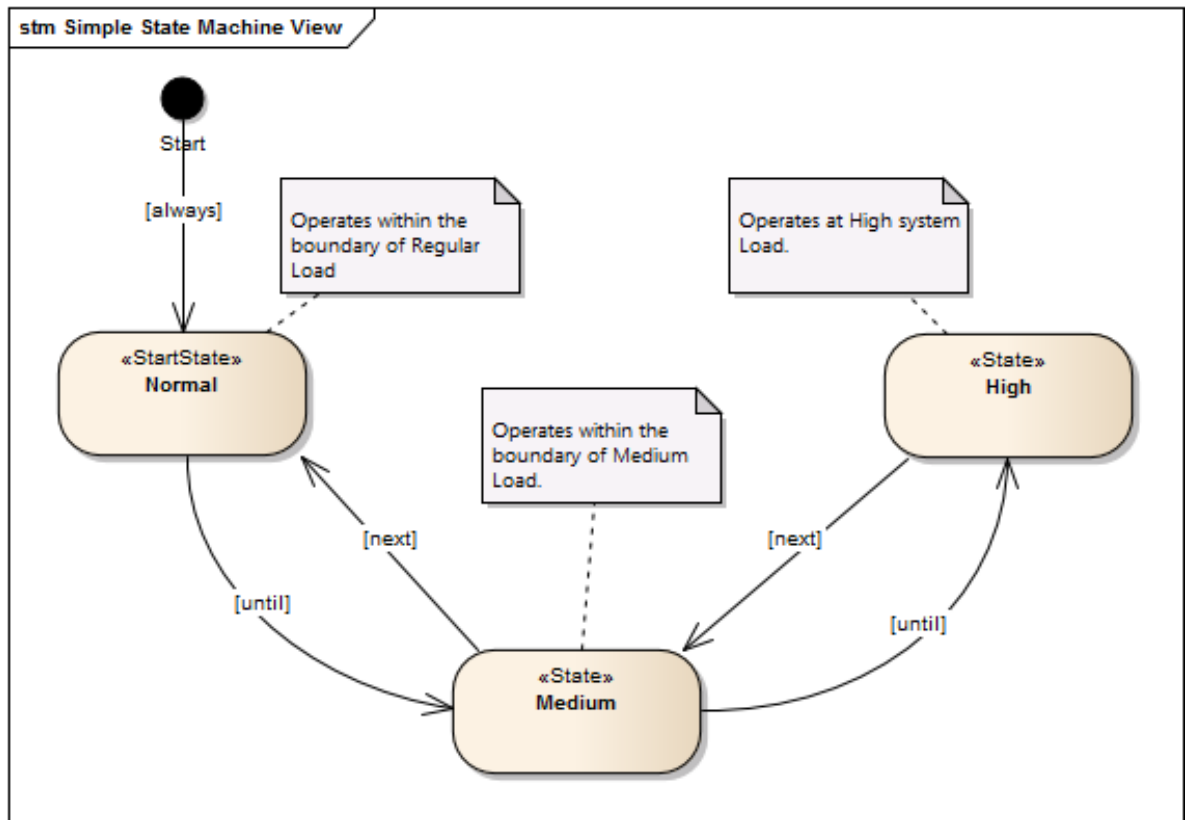 stm Simple State Machine View
Start
[always]
Operates within the
boundary of Regular
Load
Operates at High system
Load.
«StartState»
Normal
«State»
High
Operates within the
boundary of Medium
Load.
[next]
[next]
[until]
[until]
«State»
Medium